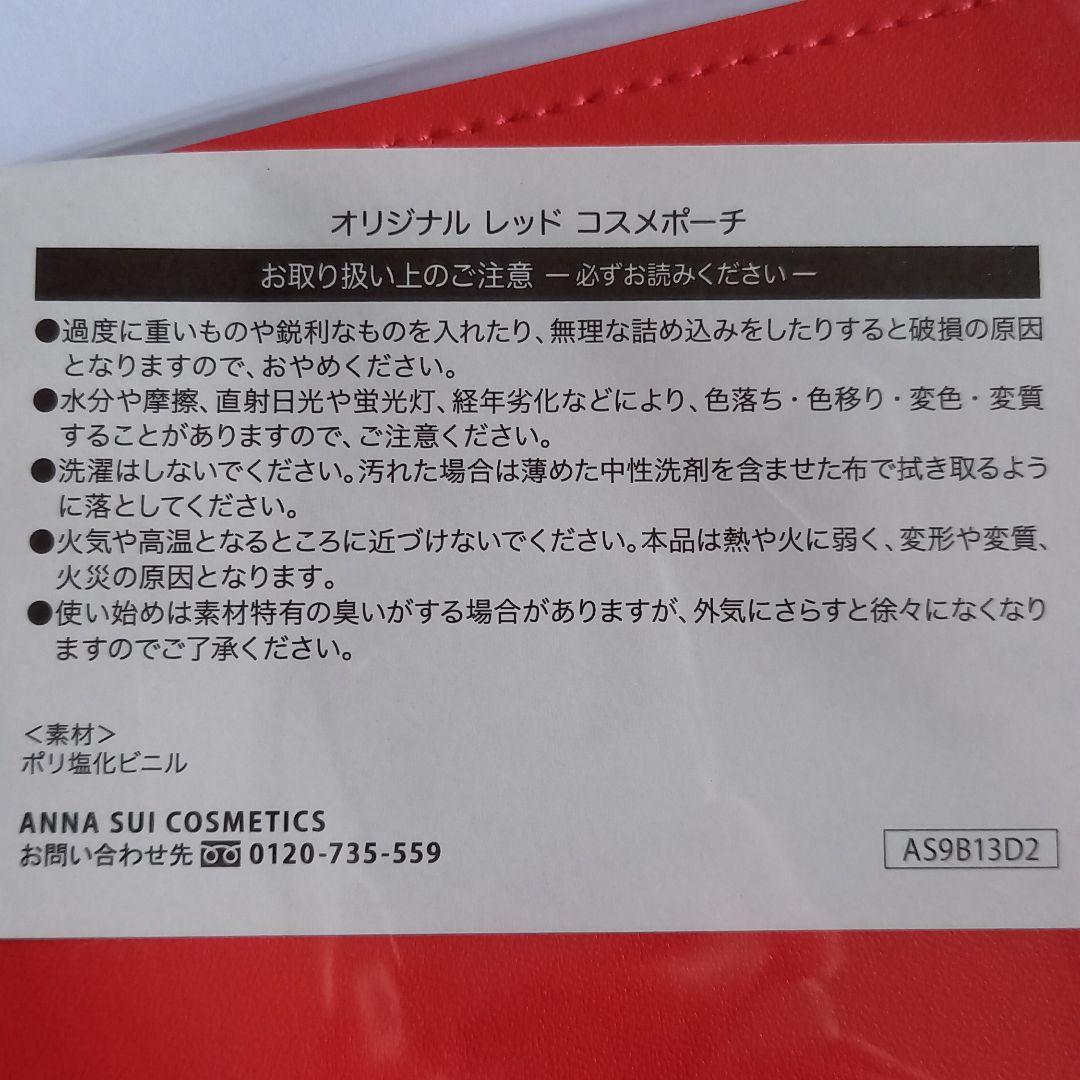 オリジナル レッド コスメポーチ
お取り扱い上のご注意 ー必ずお読みくださいー
●過度に重いものや鋭利なものを入れたり、無理な詰め込みをしたりすると破損の原因
となりますので、おやめください。
●水分や摩擦、直射日光や蛍光灯、経年劣化などにより、色落ち・色移り・変色・変質
することがありますので、ご注意ください。
●洗濯はしないでください。汚れた場合は薄めた中性洗剤を含ませた布で拭き取るよう
に落としてください。
●火気や高温となるところに近づけないでください。本品は熱や火に弱く、変形や変質、
火災の原因となります。
●使い始めは素材特有の臭いがする場合がありますが、外気にさらすと徐々になくなり
ますのでご了承ください。
＜素材＞
ポリ塩化ビニル
ANNA SUI COSMETICS
お問い合わせ先 0120-735-559
AS9B13D2